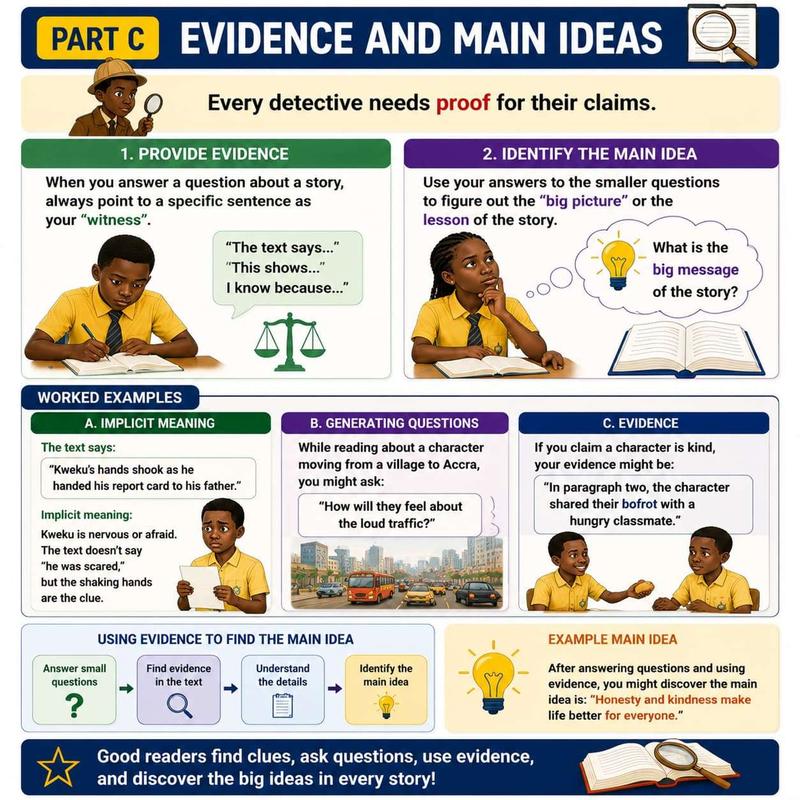 PART C
EVIDENCE AND MAIN IDEAS
Every detective needs proof for their claims.
1. PROVIDE EVIDENCE
When you answer a question about a story,
always point to a specific sentence as
your “witness”.
“The text says...”
“This shows...”
I know because...”
2. IDENTIFY THE MAIN IDEA
Use your answers to the smaller questions
to figure out the “big picture” or the
lesson of the story.
What is the
big message
of the story?
WORKED EXAMPLES
A. IMPLICIT MEANING
The text says:
“Kweku’s hands shook as he
handed his report card to his father.”
Implicit meaning:
Kweku is nervous or afraid.
The text doesn’t say
“he was scared,”
but the shaking hands
are the clue.
B. GENERATING QUESTIONS
While reading about a character
moving from a village to Accra,
you might ask:
“How will they feel about
the loud traffic?”
C. EVIDENCE
If you claim a character is kind,
your evidence might be:
“In paragraph two, the character
shared their bofrot with a
hungry classmate.”
USING EVIDENCE TO FIND THE MAIN IDEA
Answer small
questions
?
Find evidence
in the text
Understand
the details
Identify the
main idea
EXAMPLE MAIN IDEA
After answering questions and using
evidence, you might discover the main
idea is: “Honesty and kindness make
life better for everyone.”
Good readers find clues, ask questions, use evidence,
and discover the big ideas in every story!